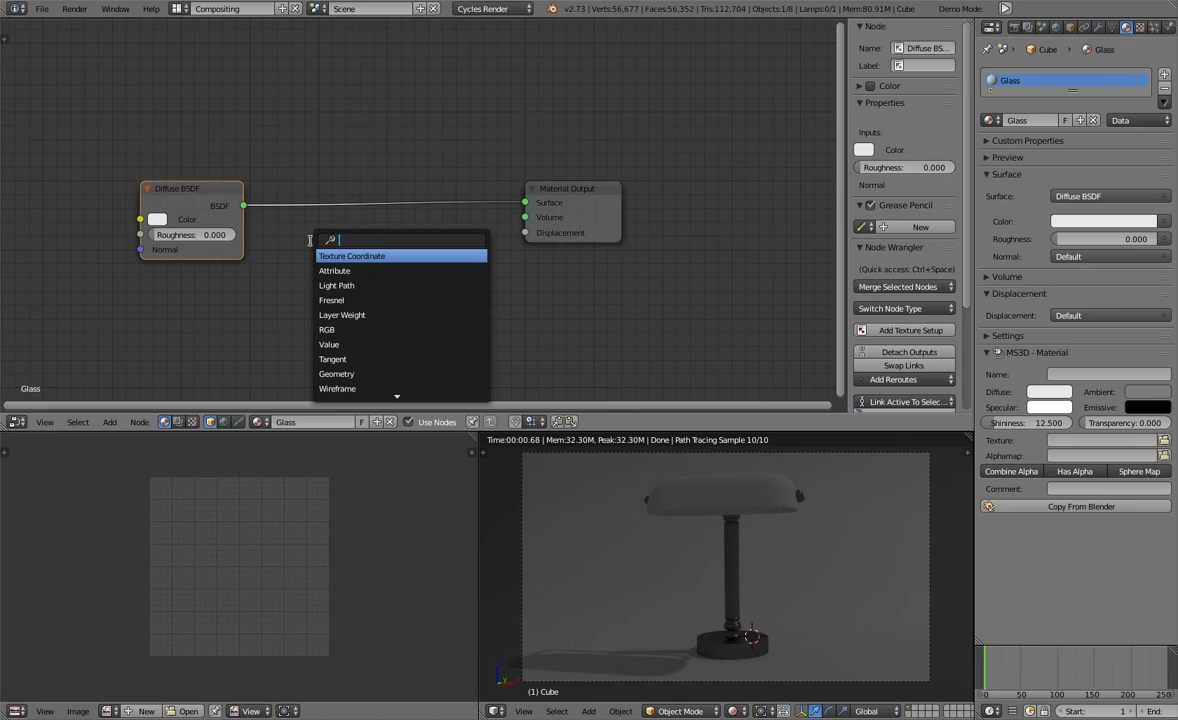 File Render Window Help Compositing Scene Cycles Render v2.73 | Verts:56,677 | Faces:56,352 | Tris:112,704 | Objects:1/8 | Lamps:0/1 | Mem:80.91M | Cube Demo Mode:
Diffuse BSDF
BSDF
Color
Roughness: 0.000
Normal
Material Output
Surface
Volume
Displacement
Texture Coordinate
Attribute
Light Path
Fresnel
Layer Weight
RGB
Value
Tangent
Geometry
Wireframe
Glass
Node
Name: Diffuse BS...
Label:
Color
Properties
Inputs:
Color
Roughness: 0.000
Normal
Grease Pencil
New
Node Wrangler
(Quick access: Ctrl+Space)
Merge Selected Nodes
Switch Node Type
Add Texture Setup
Detach Outputs
Swap Links
Add Reroutes
Link Active To Selec...
Cube Glass
Glass
Glass F Data
Custom Properties
Preview
Surface
Surface: Diffuse BSDF
Color:
Roughness: 0.000
Normal: Default
Volume
Displacement
Displacement: Default
Settings
MS3D - Material
Name:
Diffuse: Ambient:
Specular: Emissive:
Shininess: 12.500 Transparency: 0.000
Texture:
Alphamap:
Combine Alpha Has Alpha Sphere Map
Comment:
Copy From Blender
View Select Add Node Glass F Use Nodes
Time:00:00.68 | Mem:32.30M, Peak:32.30M | Done | Path Tracing Sample 10/10
(1) Cube
0 50 100 150 200 250
View Image New Open View
View Select Add Object Object Mode Global
Start: 1 End: